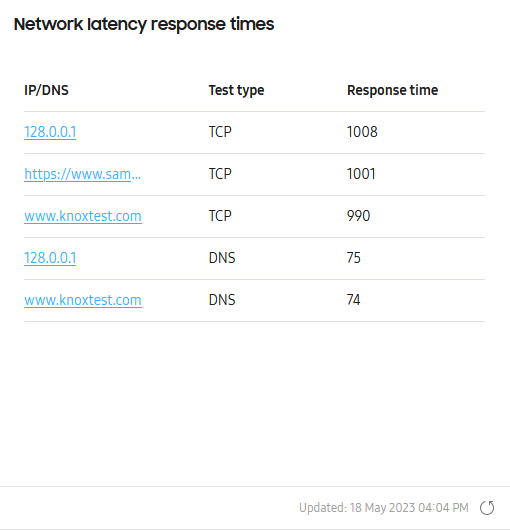 Network latency response times
IP/DNS Test type Response time
128.0.0.1 TCP 1008
https://www.sam... TCP 1001
www.knoxtest.com TCP 990
128.0.0.1 DNS 75
www.knoxtest.com DNS 74
Updated: 18 May 2023 04:04 PM